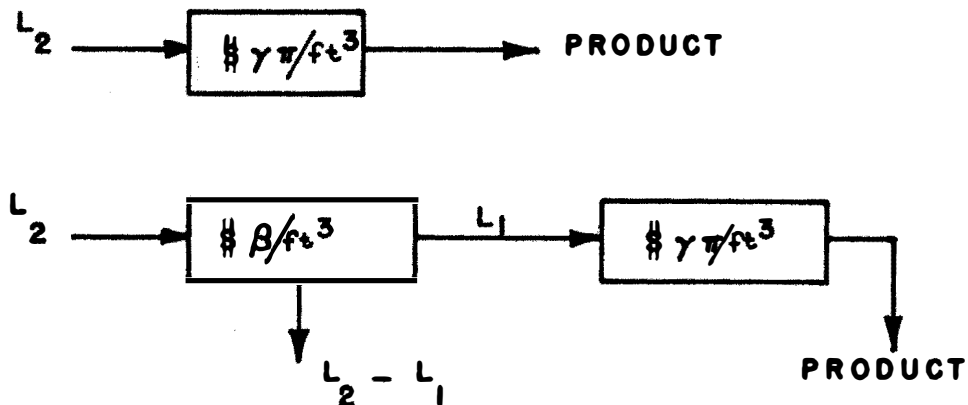 L₂ $ γπ/ft³ PRODUCT
L₂ $ β/ft³ L₁ $ γπ/ft³
L₂ - L₁ PRODUCT